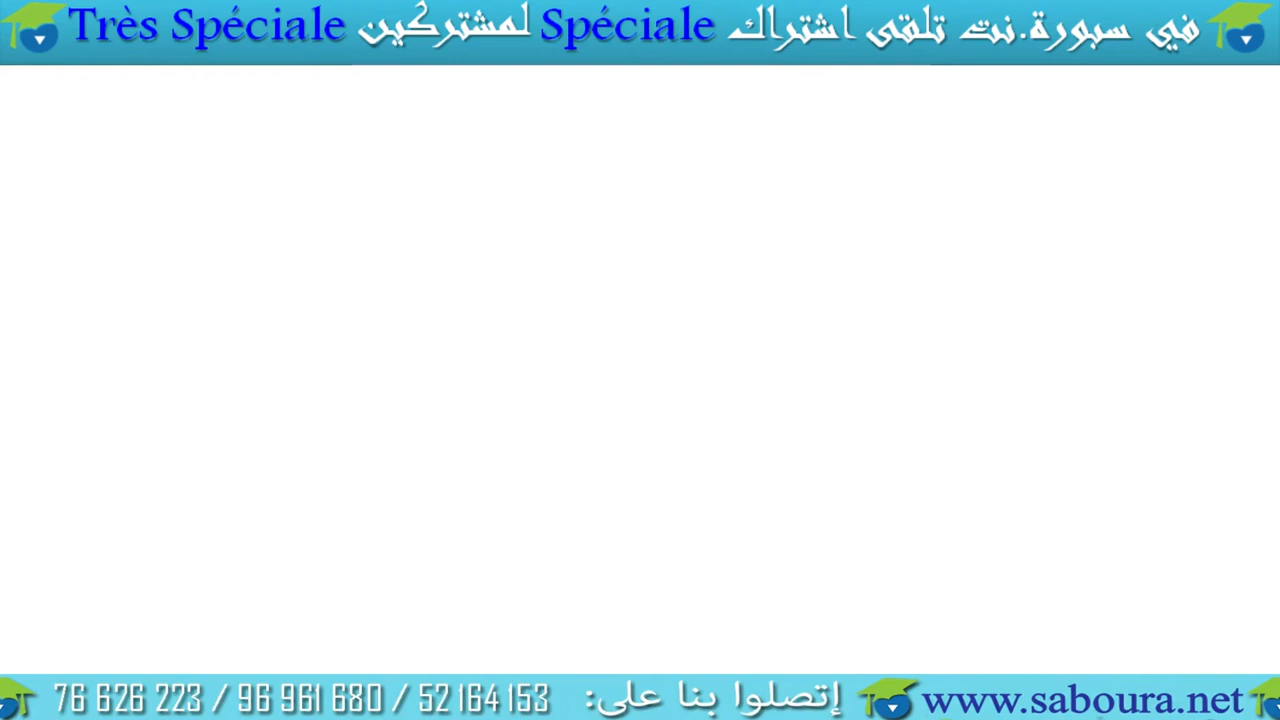 في سبورة.نت تلقى اشتراك Spéciale لمشتركين Très Spéciale
76 626 223 / 96 961 680 / 52 164 153 إتصلوا بنا على:
www.saboura.net